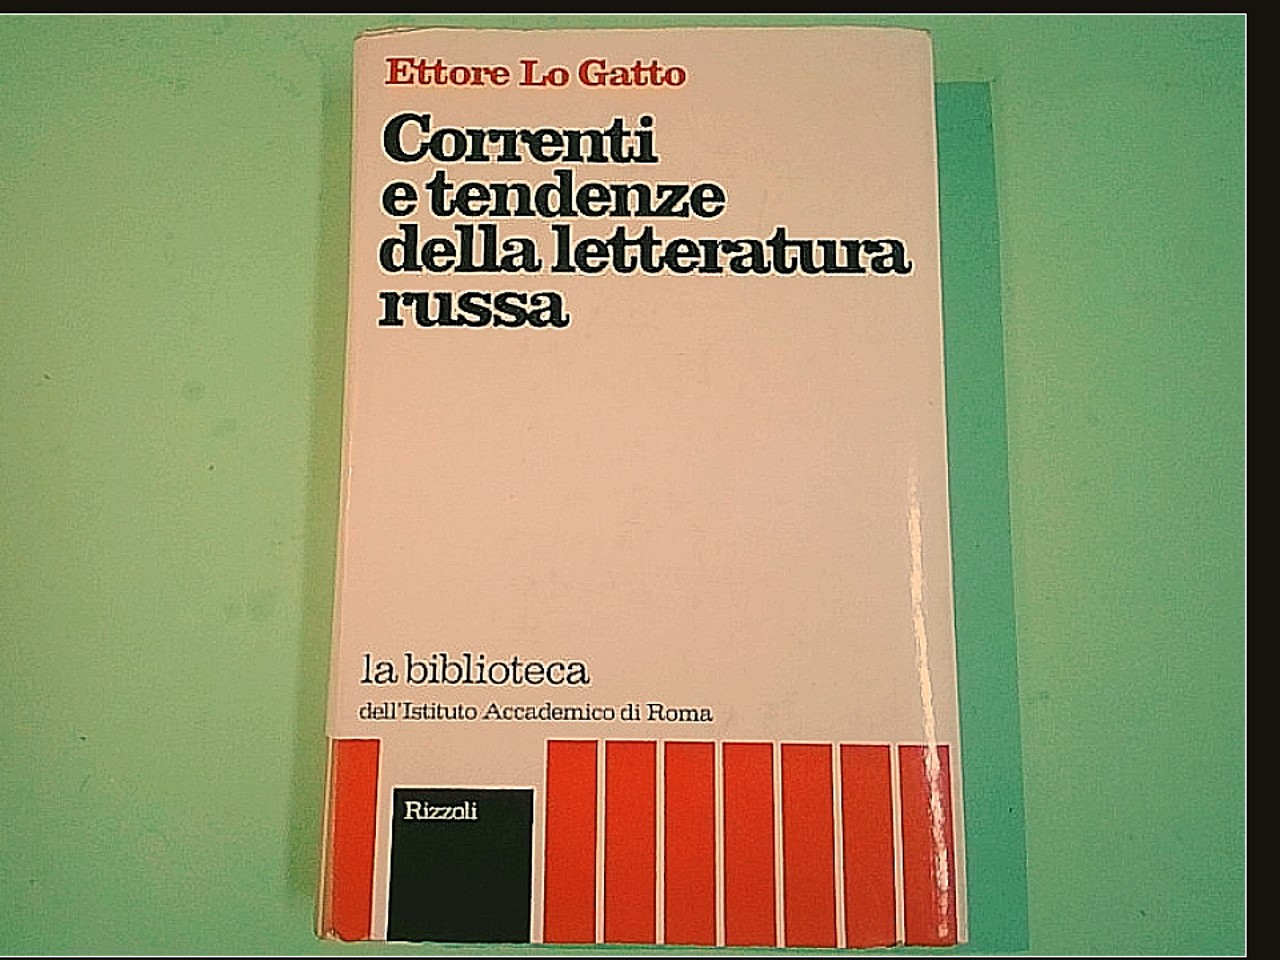 Ettore Lo Gatto
Correnti
e tendenze
della letteratura
russa
la biblioteca
dell'Istituto Accademico di Roma
Rizzoli